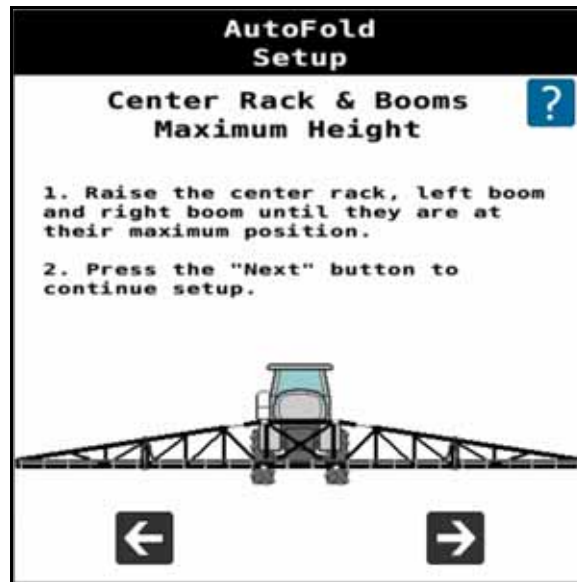 AutoFold
Setup
Center Rack & Booms
Maximum Height
?
1. Raise the center rack, left boom
and right boom until they are at
their maximum position.
2. Press the "Next" button to
continue setup.